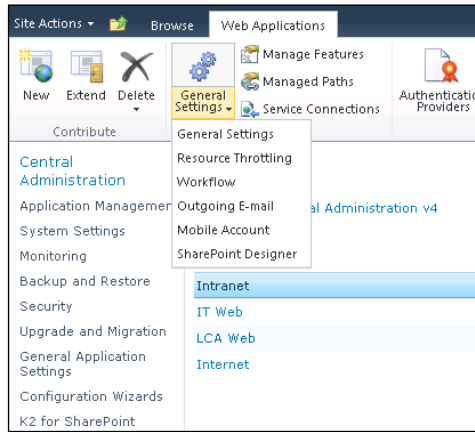 Site Actions
Browse
Web Applications
New
Extend
Delete
General
Settings
Manage Features
Managed Paths
Service Connections
Providers
Contribute
General Settings
Resource Throttling
Workflow
Outgoing E-mail
Mobile Account
SharePoint Designer
Central
Administration
Application
System Settings
Monitoring
Backup and Restore
Security
Upgrade and Migration
General Application
Settings
Configuration Wizards
K2 for SharePoint
Administration v4
Intranet
IT Web
LCA Web
Internet